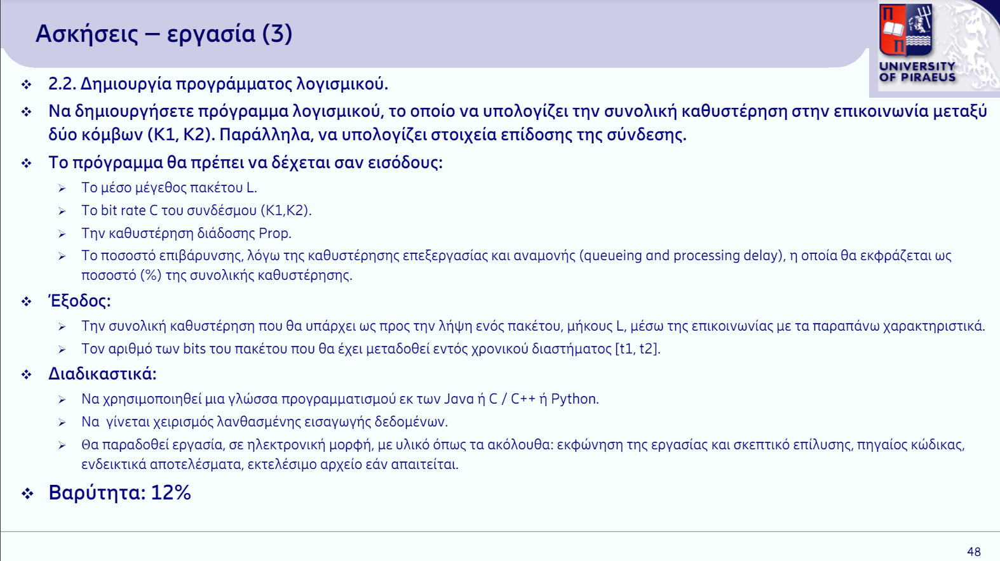 Ασκήσεις – εργασία (3)
UNIVERSITY
OF PIRAEUS
❖ 2.2. Δημιουργία προγράμματος λογισμικού.
❖ Να δημιουργήσετε πρόγραμμα λογισμικού, το οποίο να υπολογίζει την συνολική καθυστέρηση στην επικοινωνία μεταξύ
δύο κόμβων (Κ1, Κ2). Παράλληλα, να υπολογίζει στοιχεία επίδοσης της σύνδεσης.
❖ Το πρόγραμμα θα πρέπει να δέχεται σαν εισόδους:
➢ Το μέσο μέγεθος πακέτου L.
➢ Το bit rate C του συνδέσμου (Κ1,Κ2).
➢ Την καθυστέρηση διάδοσης Prop.
➢ Το ποσοστό επιβάρυνσης, λόγω της καθυστέρησης επεξεργασίας και αναμονής (queueing and processing delay), η οποία θα εκφράζεται ως
ποσοστό (%) της συνολικής καθυστέρησης.
❖ Έξοδος:
➢ Την συνολική καθυστέρηση που θα υπάρχει ως προς την λήψη ενός πακέτου, μήκους L, μέσω της επικοινωνίας με τα παραπάνω χαρακτηριστικά.
➢ Τον αριθμό των bits του πακέτου που θα έχει μεταδοθεί εντός χρονικού διαστήματος [t1, t2].
❖ Διαδικαστικά:
➢ Να χρησιμοποιηθεί μια γλώσσα προγραμματισμού εκ των Java ή C / C++ ή Python.
➢ Να γίνεται χειρισμός λανθασμένης εισαγωγής δεδομένων.
➢ Θα παραδοθεί εργασία, σε ηλεκτρονική μορφή, με υλικό όπως τα ακόλουθα: εκφώνηση της εργασίας και σκεπτικό επίλυσης, πηγαίος κώδικας,
ενδεικτικά αποτελέσματα, εκτελέσιμο αρχείο εάν απαιτείται.
❖ Βαρύτητα: 12%
48